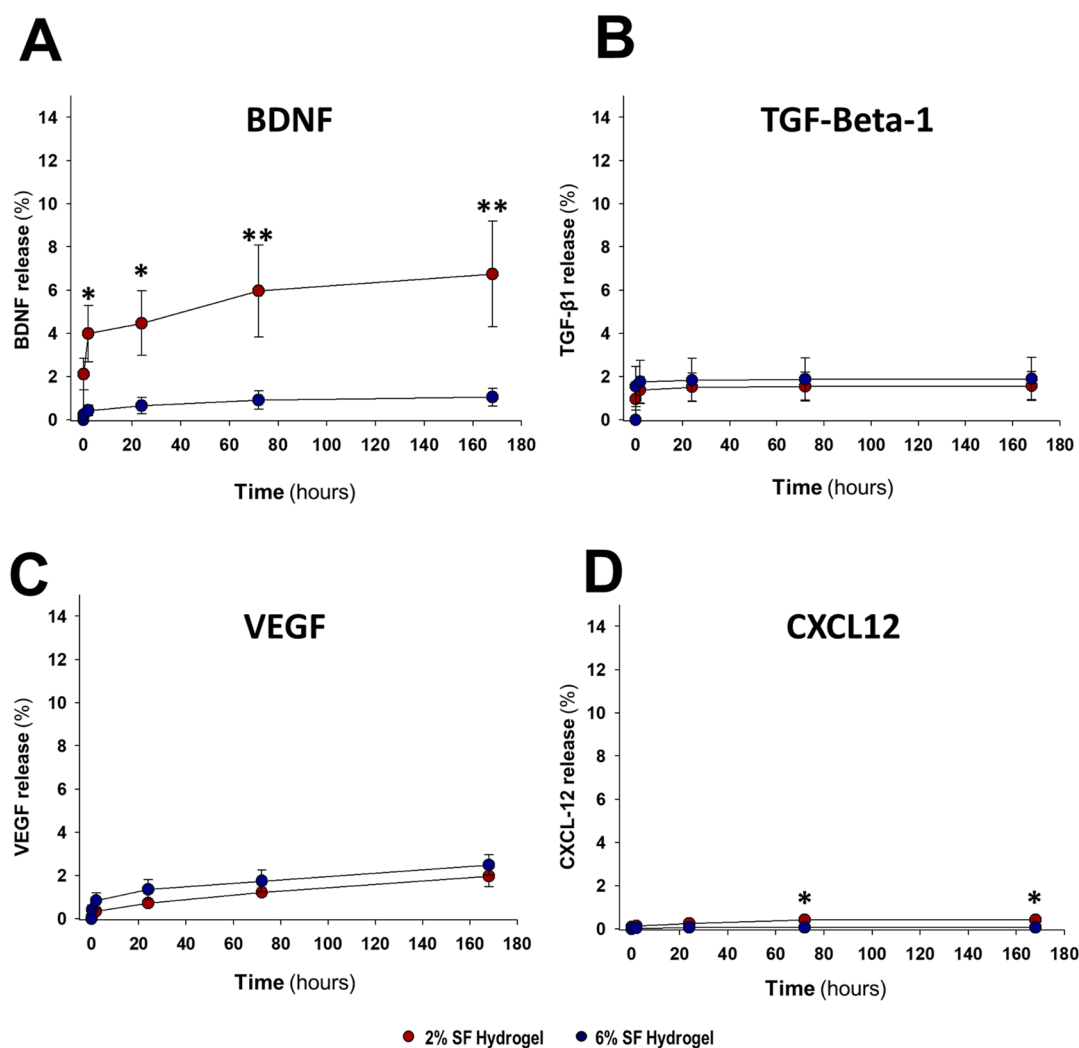 A
BDNF
BDNF release (%)
14
12
10
8
6
4
2
0
* * ** **
0 20 40 60 80 100 120 140 160 180
Time (hours)
B
TGF-Beta-1
TGF-β1 release (%)
14
12
10
8
6
4
2
0
0 20 40 60 80 100 120 140 160 180
Time (hours)
C
VEGF
VEGF release (%)
14
12
10
8
6
4
2
0
0 20 40 60 80 100 120 140 160 180
Time (hours)
D
CXCL12
CXCL-12 release (%)
14
12
10
8
6
4
2
0
* *
0 20 40 60 80 100 120 140 160 180
Time (hours)
2% SF Hydrogel 6% SF Hydrogel